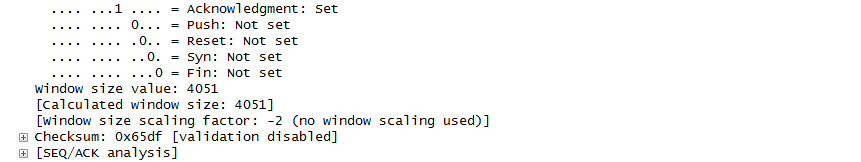 .... ...1 .... = Acknowledgment: Set
.... .... 0... = Push: Not set
.... .... .0.. = Reset: Not set
.... .... ..0. = Syn: Not set
.... .... ...0 = Fin: Not set
Window size value: 4051
[Calculated window size: 4051]
[Window size scaling factor: -2 (no window scaling used)]
Checksum: 0x65df [validation disabled]
[SEQ/ACK analysis]